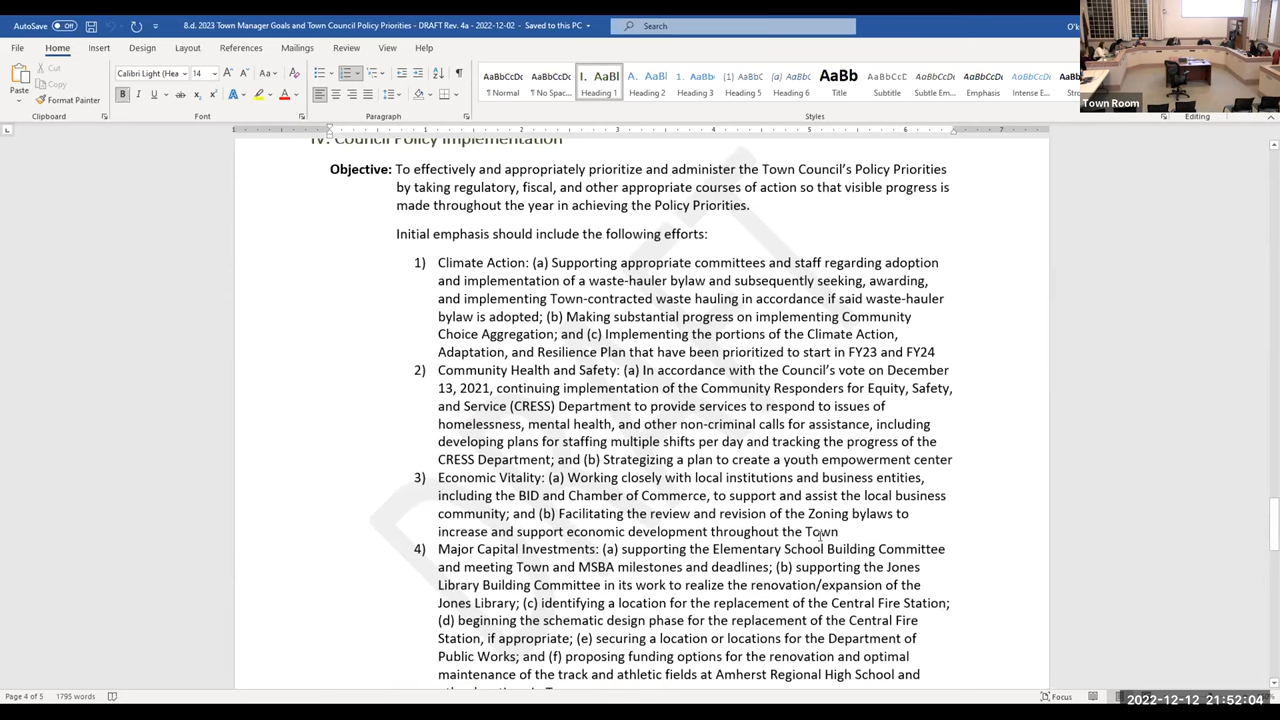 AutoSave Off 8.d. 2023 Town Manager Goals and Town Council Policy Priorities - DRAFT Rev. 4a - 2022-12-02 - Saved to this PC Search
File Home Insert Design Layout References Mailings Review View Help
Paste Cut Copy Format Painter
Calibri Light (Hea 14
B I U
AaBbCcDc AaBbCcDc I. AaBl A. AaBl 1. AaBb (1) AaBb (a) AaBbC AaBb AaBbCcD AaBbCcDd AaBbCcDd AaBbCcDt
¶ Normal ¶ No Spac... Heading 1 Heading 2 Heading 3 Heading 5 Heading 6 Title Subtitle Subtle Em... Emphasis Intense E...
Clipboard Font Paragraph Styles Editing
Town Room
1 1 2 3 4 5 6 7
IV. Council Policy Implementation
Objective: To effectively and appropriately prioritize and administer the Town Council's Policy Priorities
by taking regulatory, fiscal, and other appropriate courses of action so that visible progress is
made throughout the year in achieving the Policy Priorities.
Initial emphasis should include the following efforts:
1) Climate Action: (a) Supporting appropriate committees and staff regarding adoption
and implementation of a waste-hauler bylaw and subsequently seeking, awarding,
and implementing Town-contracted waste hauling in accordance if said waste-hauler
bylaw is adopted; (b) Making substantial progress on implementing Community
Choice Aggregation; and (c) Implementing the portions of the Climate Action,
Adaptation, and Resilience Plan that have been prioritized to start in FY23 and FY24
2) Community Health and Safety: (a) In accordance with the Council's vote on December
13, 2021, continuing implementation of the Community Responders for Equity, Safety,
and Service (CRESS) Department to provide services to respond to issues of
homelessness, mental health, and other non-criminal calls for assistance, including
developing plans for staffing multiple shifts per day and tracking the progress of the
CRESS Department; and (b) Strategizing a plan to create a youth empowerment center
3) Economic Vitality: (a) Working closely with local institutions and business entities,
including the BID and Chamber of Commerce, to support and assist the local business
community; and (b) Facilitating the review and revision of the Zoning bylaws to
increase and support economic development throughout the Town
4) Major Capital Investments: (a) supporting the Elementary School Building Committee
and meeting Town and MSBA milestones and deadlines; (b) supporting the Jones
Library Building Committee in its work to realize the renovation/expansion of the
Jones Library; (c) identifying a location for the replacement of the Central Fire Station;
(d) beginning the schematic design phase for the replacement of the Central Fire
Station, if appropriate; (e) securing a location or locations for the Department of
Public Works; and (f) proposing funding options for the renovation and optimal
maintenance of the track and athletic fields at Amherst Regional High School and
DRAFT
Page 4 of 5 1795 words Focus
2022-12-12 21:52:04